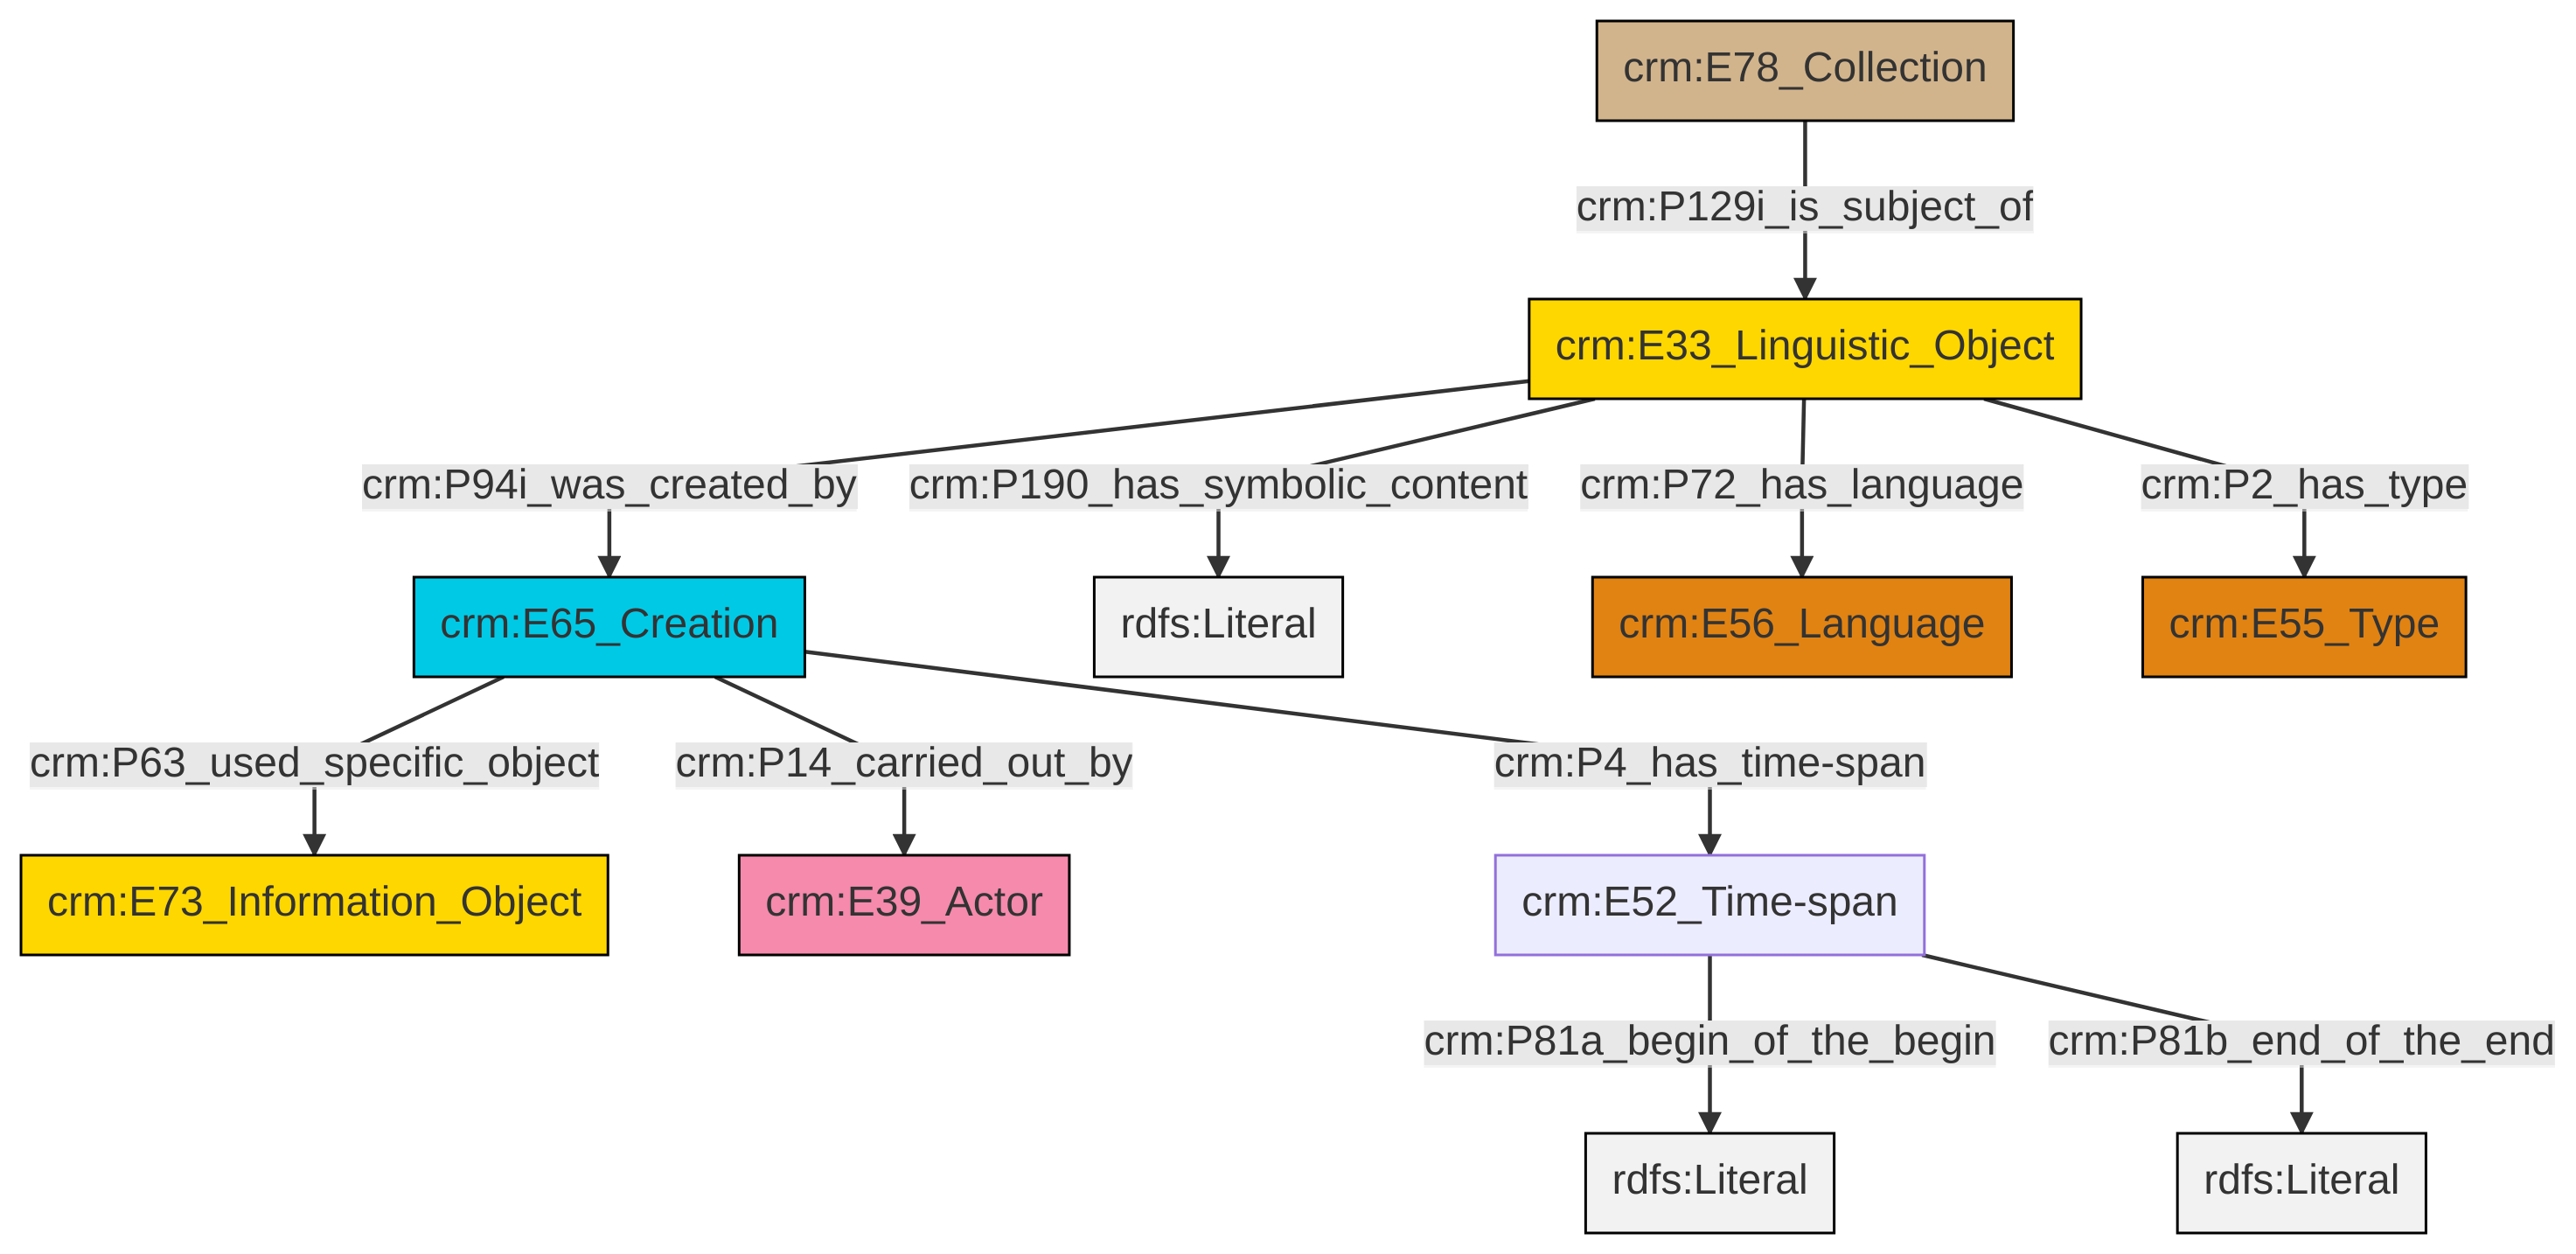 crm:E78_Collection
crm:P129i_is_subject_of
crm:E33_Linguistic_Object
crm:P94i_was_created_by
crm:P190_has_symbolic_content
crm:P72_has_language
crm:P2_has_type
crm:E65_Creation
rdfs:Literal
crm:E56_Language
crm:E55_Type
crm:P63_used_specific_object
crm:P14_carried_out_by
crm:P4_has_time-span
crm:E73_Information_Object
crm:E39_Actor
crm:E52_Time-span
crm:P81a_begin_of_the_begin
crm:P81b_end_of_the_end
rdfs:Literal
rdfs:Literal